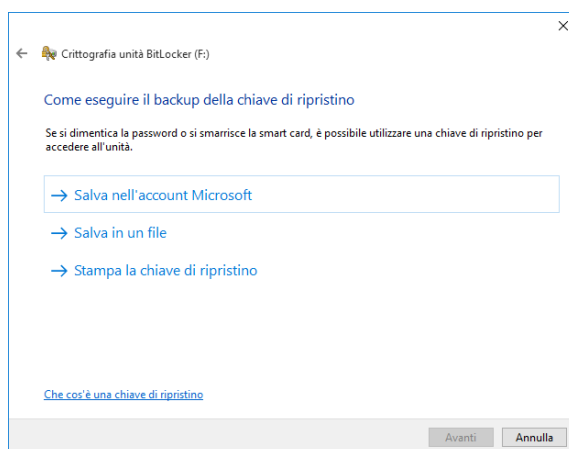 Crittografia unità BitLocker (F:)
Come eseguire il backup della chiave di ripristino
Se si dimentica la password o si smarrisce la smart card, è possibile utilizzare una chiave di ripristino per
accedere all'unità.
Salva nell'account Microsoft
Salva in un file
Stampa la chiave di ripristino
Che cos'è una chiave di ripristino
Avanti Annulla